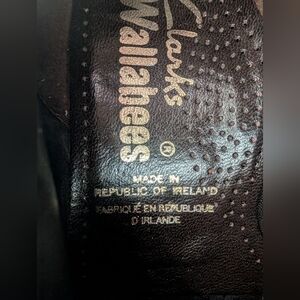 Clarks
Wallabees ®
MADE IN
REPUBLIC OF IRELAND
FABRIQUÉ EN RÉPUBLIQUE
D'IRLANDE